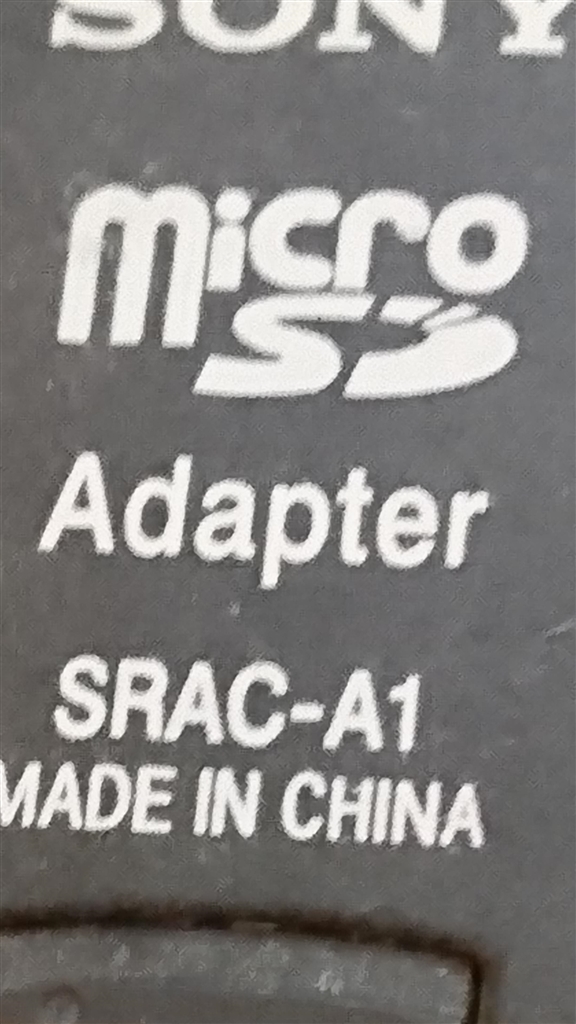 SONY
micro
SD
Adapter
SRAC-A1
MADE IN CHINA